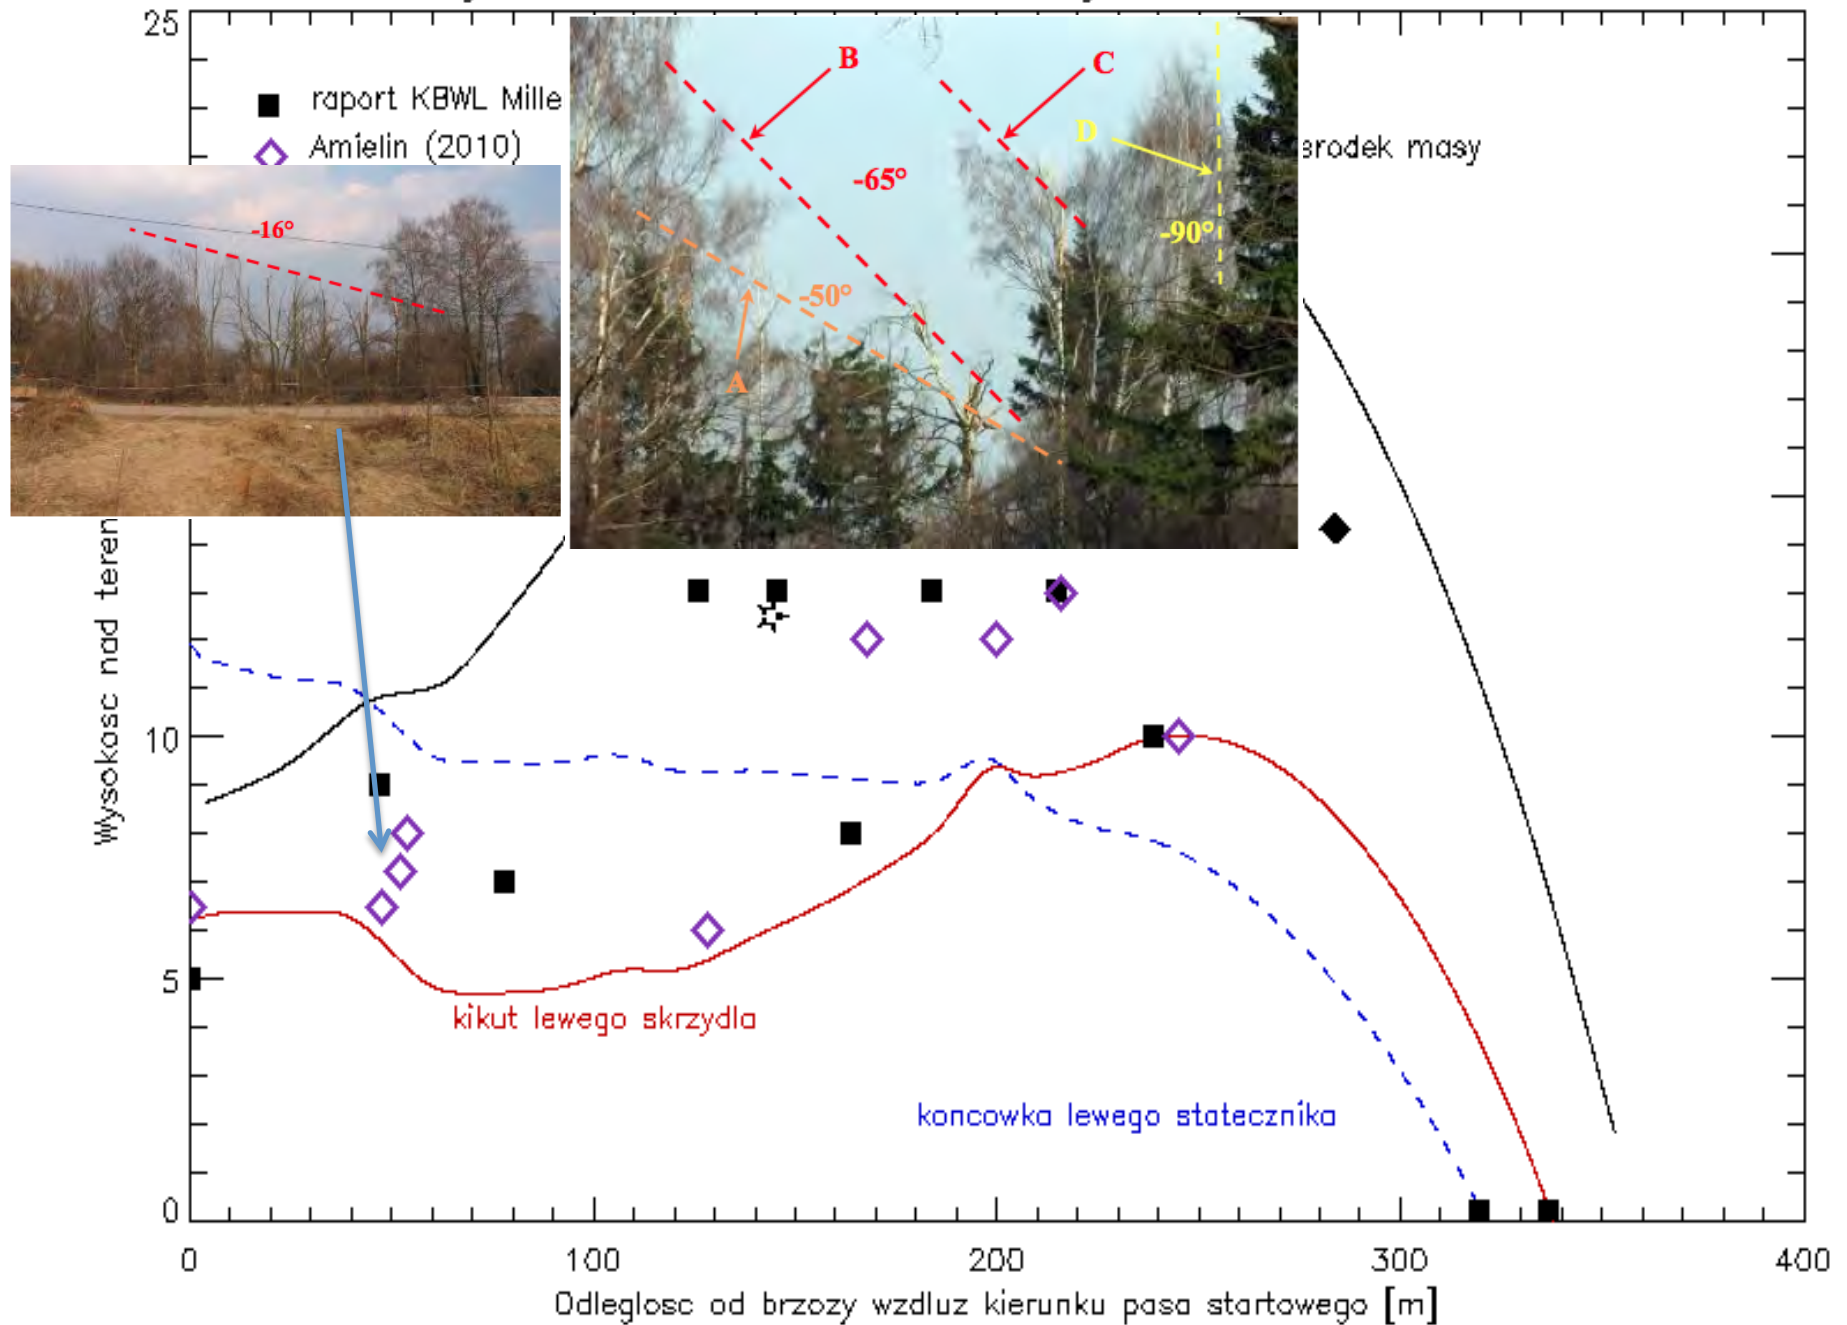 25
raport KBWL Mille
Amielin (2010)
srodek masy
-16°
B
C
D
-65°
-90°
-50°
A
Wysokosc nad teren
10
5
0
kikut lewego skrzydla
koncowka lewego statecznika
0 100 200 300 400
Odleglosc od brzozy wzdluz kierunku pasa startowego [m]